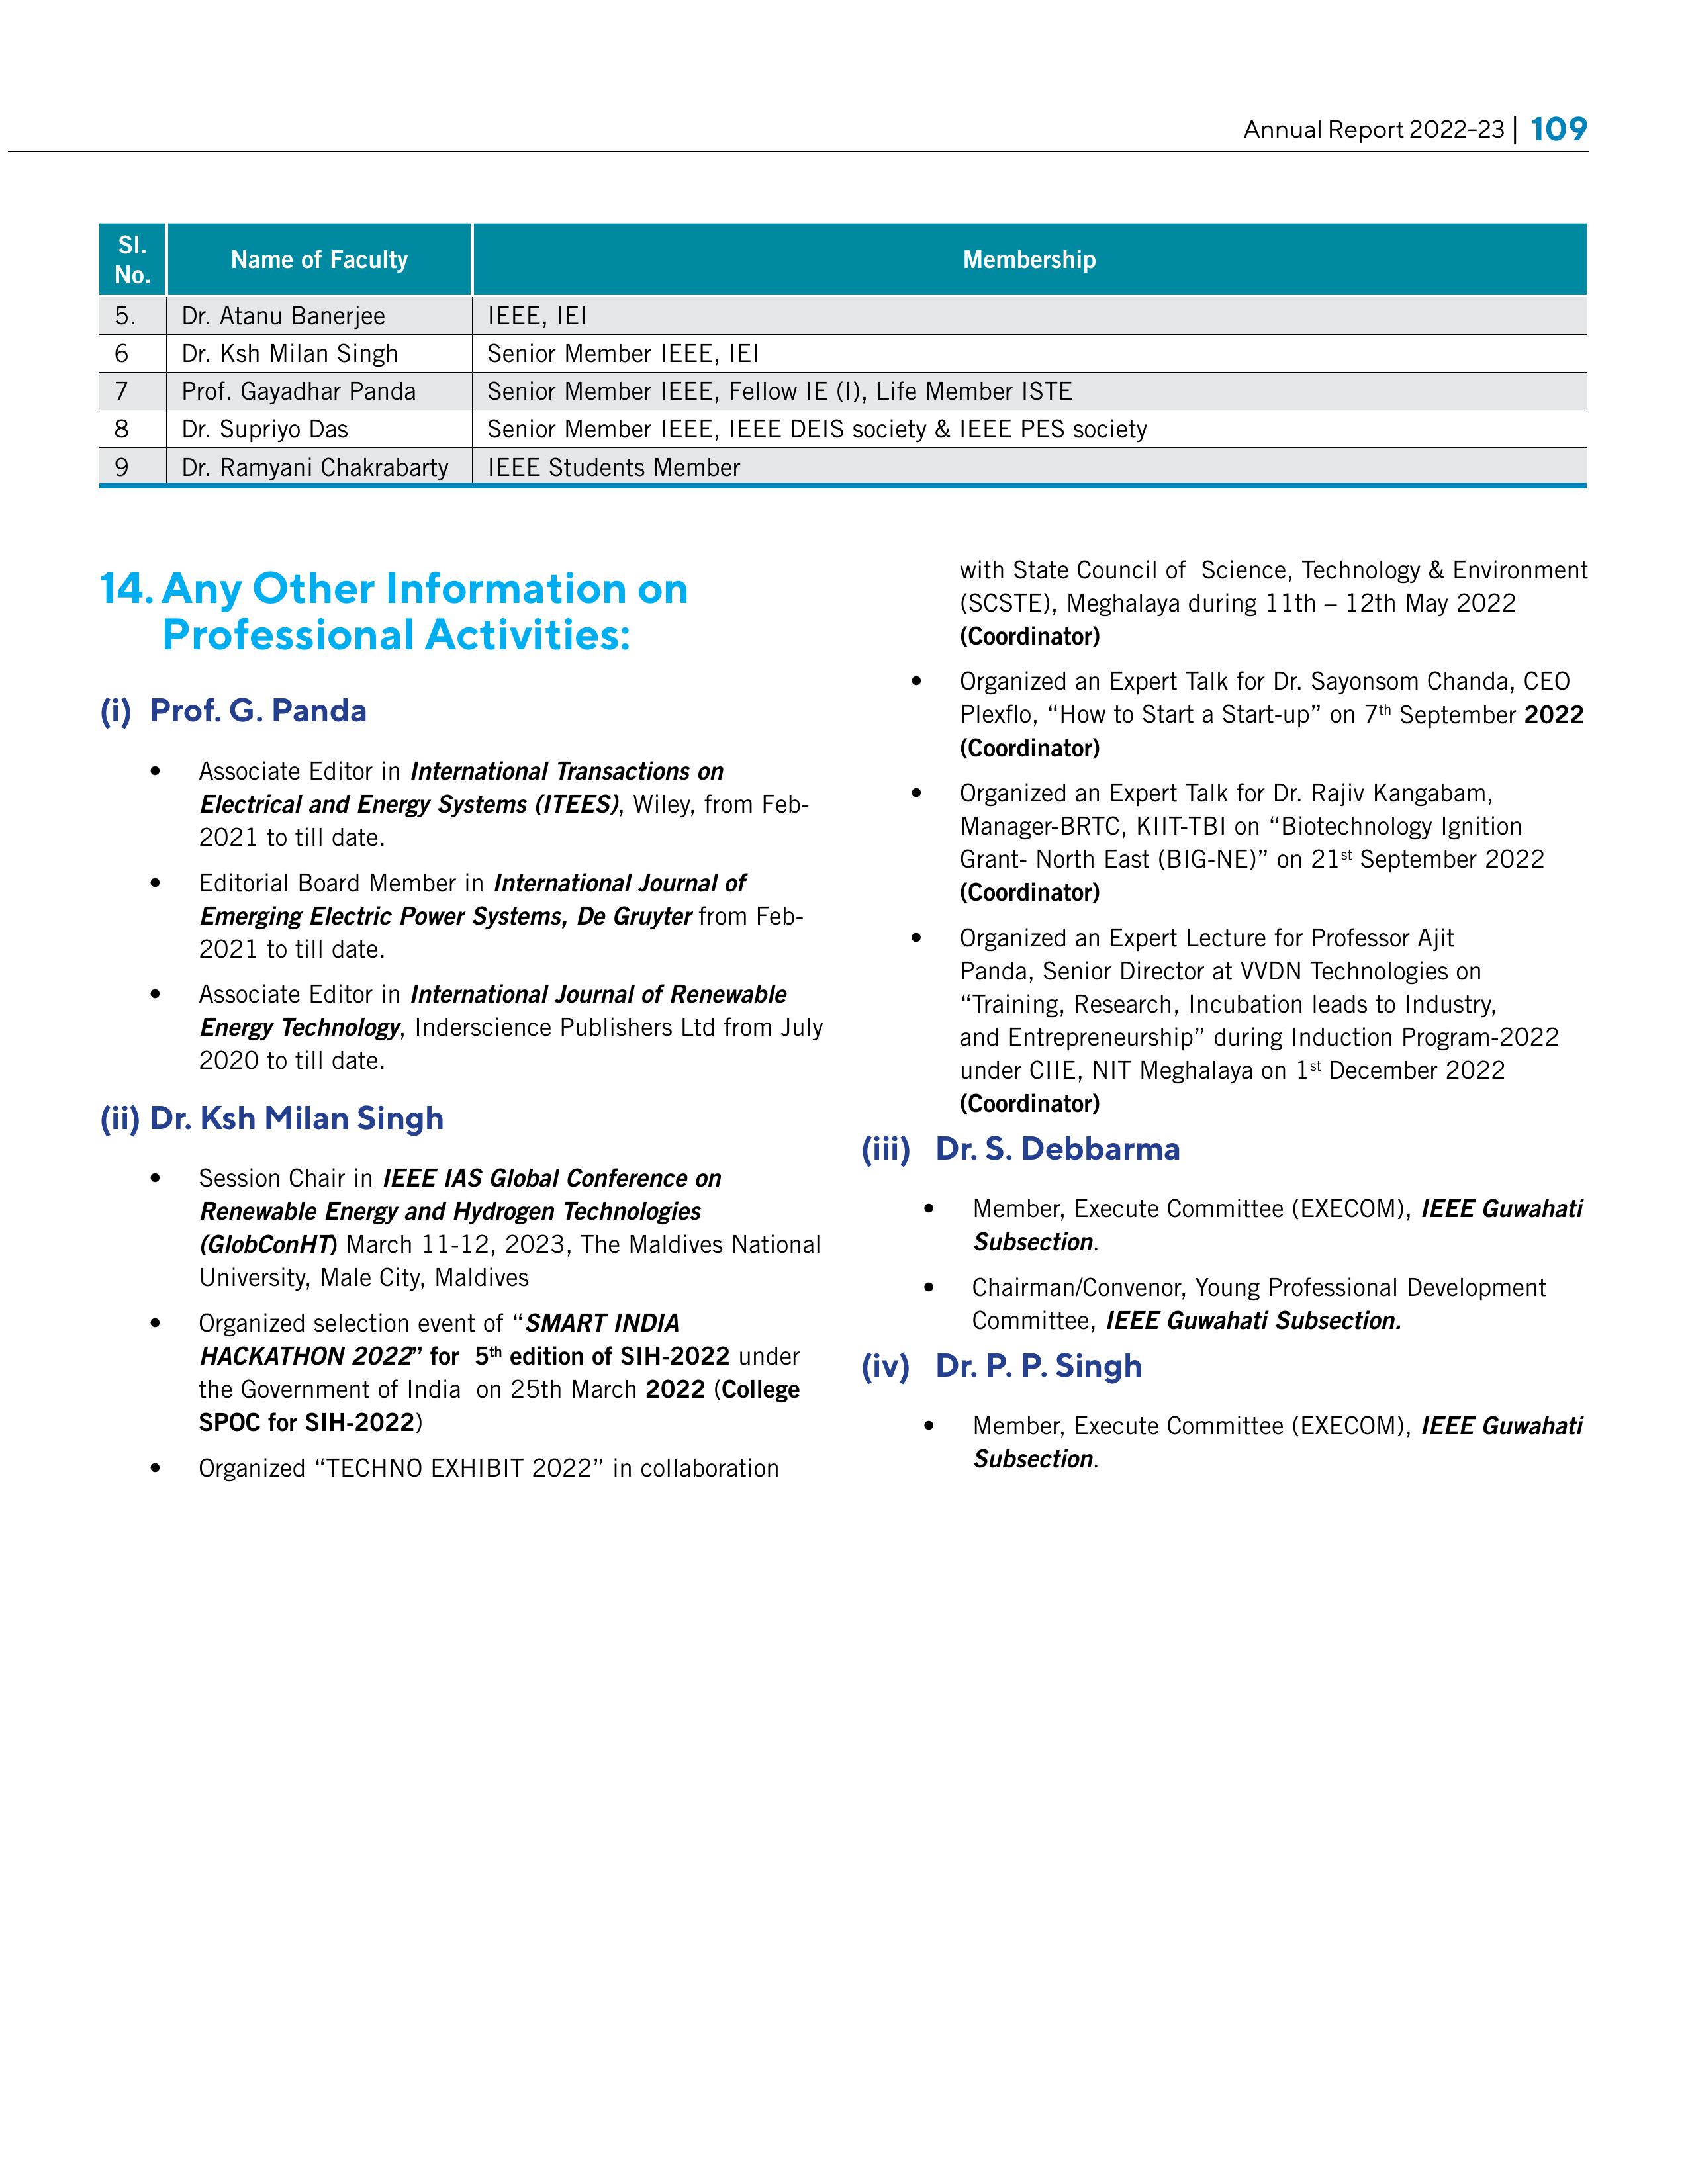 Annual Report 2022-23 | 109
Sl. No. Name of Faculty Membership
5. Dr. Atanu Banerjee IEEE, IEI
6 Dr. Ksh Milan Singh Senior Member IEEE, IEI
7 Prof. Gayadhar Panda Senior Member IEEE, Fellow IE (I), Life Member ISTE
8 Dr. Supriyo Das Senior Member IEEE, IEEE DEIS society & IEEE PES society
9 Dr. Ramyani Chakrabarty IEEE Students Member
14. Any Other Information on
Professional Activities:
(i) Prof. G. Panda
• Associate Editor in International Transactions on
Electrical and Energy Systems (ITEES), Wiley, from Feb-
2021 to till date.
• Editorial Board Member in International Journal of
Emerging Electric Power Systems, De Gruyter from Feb-
2021 to till date.
• Associate Editor in International Journal of Renewable
Energy Technology, Inderscience Publishers Ltd from July
2020 to till date.
(ii) Dr. Ksh Milan Singh
• Session Chair in IEEE IAS Global Conference on
Renewable Energy and Hydrogen Technologies
(GlobConHT) March 11-12, 2023, The Maldives National
University, Male City, Maldives
• Organized selection event of “SMART INDIA
HACKATHON 2022” for 5th edition of SIH-2022 under
the Government of India on 25th March 2022 (College
SPOC for SIH-2022)
• Organized “TECHNO EXHIBIT 2022” in collaboration
with State Council of Science, Technology & Environment
(SCSTE), Meghalaya during 11th – 12th May 2022
(Coordinator)
• Organized an Expert Talk for Dr. Sayonsom Chanda, CEO
Plexflo, “How to Start a Start-up” on 7th September 2022
(Coordinator)
• Organized an Expert Talk for Dr. Rajiv Kangabam,
Manager-BRTC, KIIT-TBI on “Biotechnology Ignition
Grant- North East (BIG-NE)” on 21st September 2022
(Coordinator)
• Organized an Expert Lecture for Professor Ajit
Panda, Senior Director at VVDN Technologies on
“Training, Research, Incubation leads to Industry,
and Entrepreneurship” during Induction Program-2022
under CIIE, NIT Meghalaya on 1st December 2022
(Coordinator)
(iii) Dr. S. Debbarma
• Member, Execute Committee (EXECOM), IEEE Guwahati
Subsection.
• Chairman/Convenor, Young Professional Development
Committee, IEEE Guwahati Subsection.
(iv) Dr. P. P. Singh
• Member, Execute Committee (EXECOM), IEEE Guwahati
Subsection.